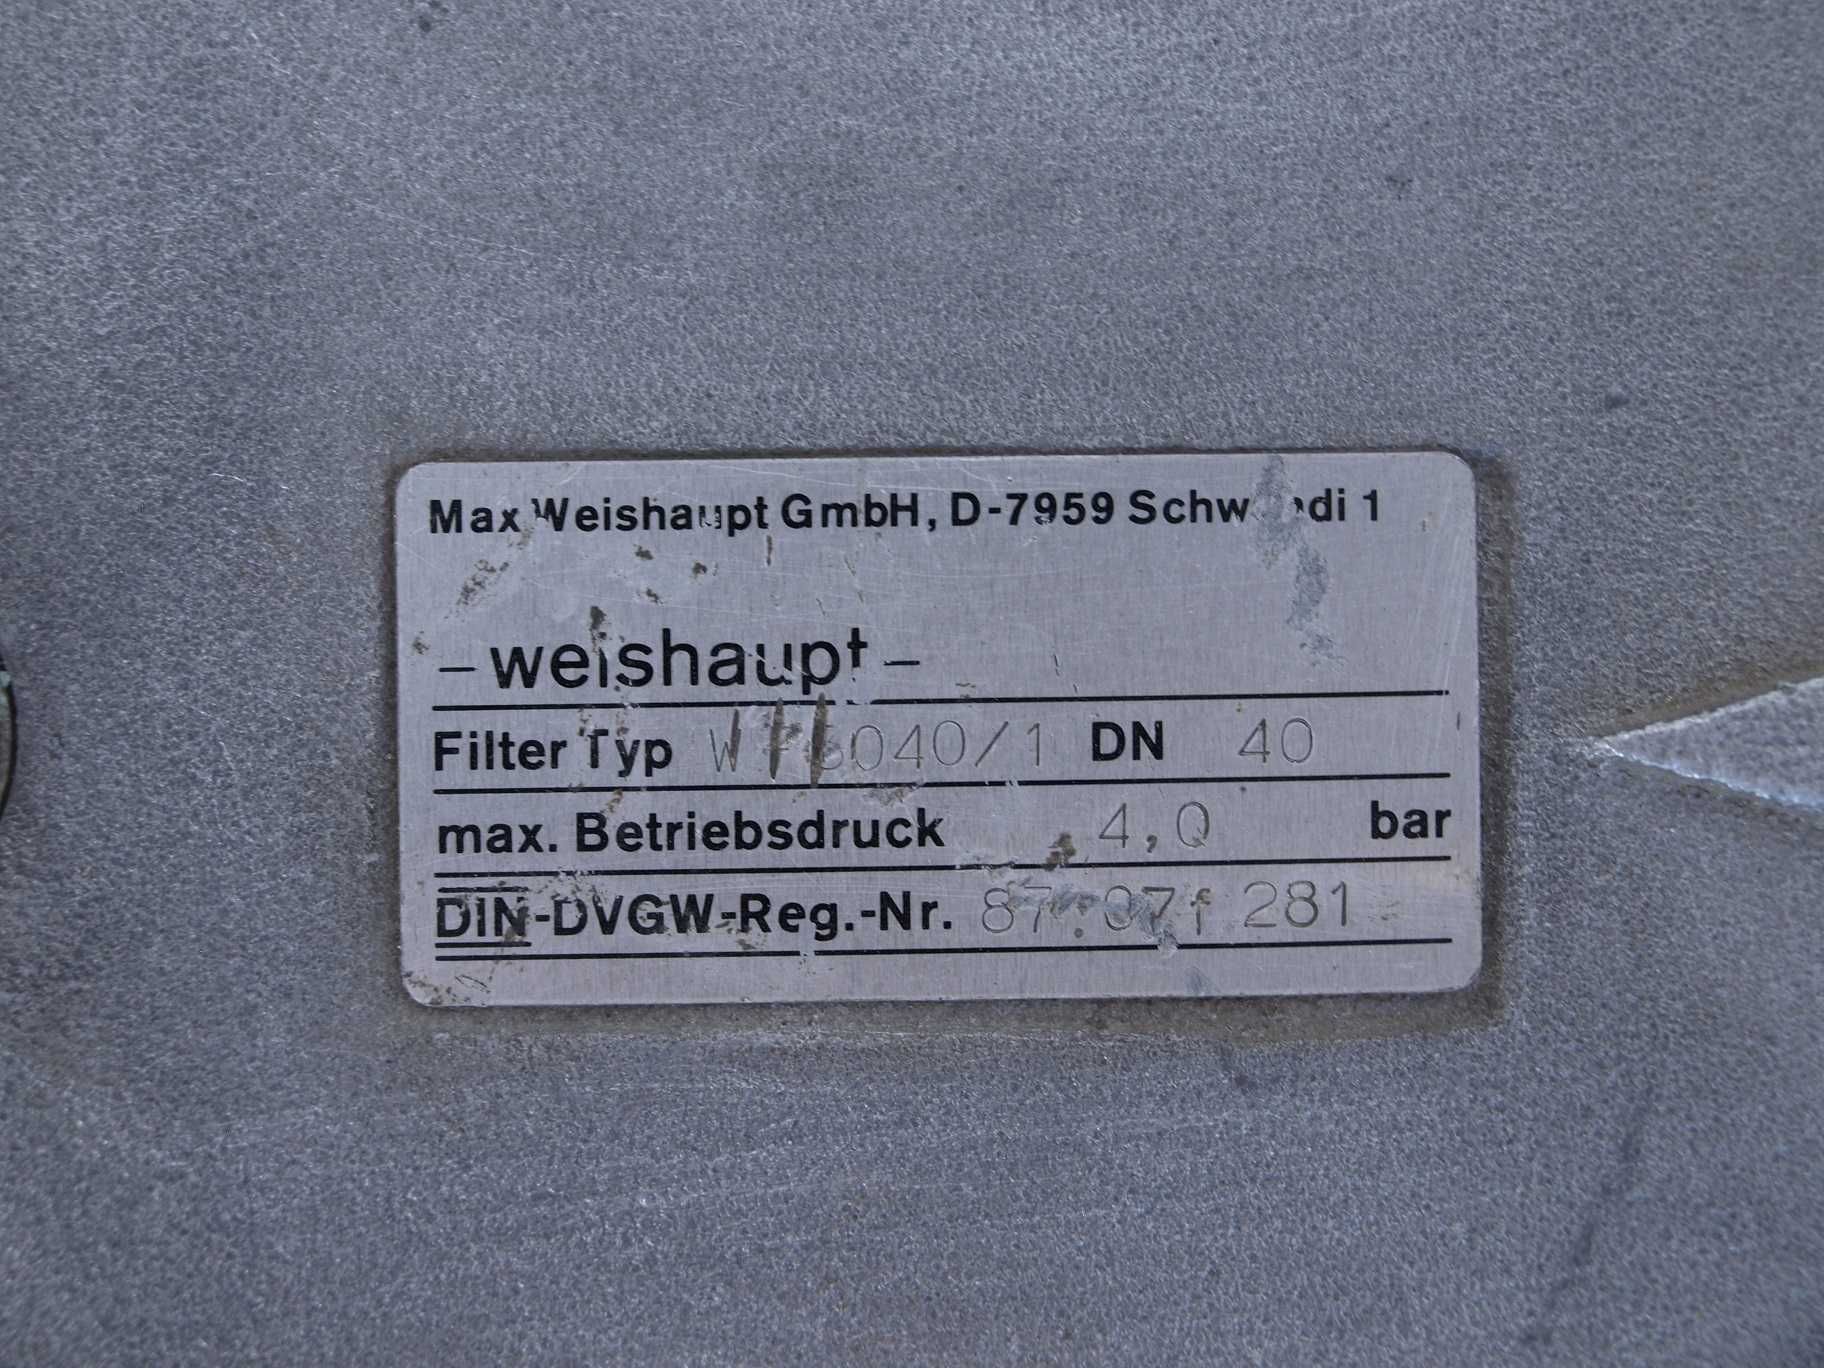 Max Weishaupt GmbH, D-7959 Schwendi 1
– weishaupt –
Filter Typ DN 40
max. Betriebsdruck 4,0 bar
DIN-DVGW-Reg.-Nr. 281